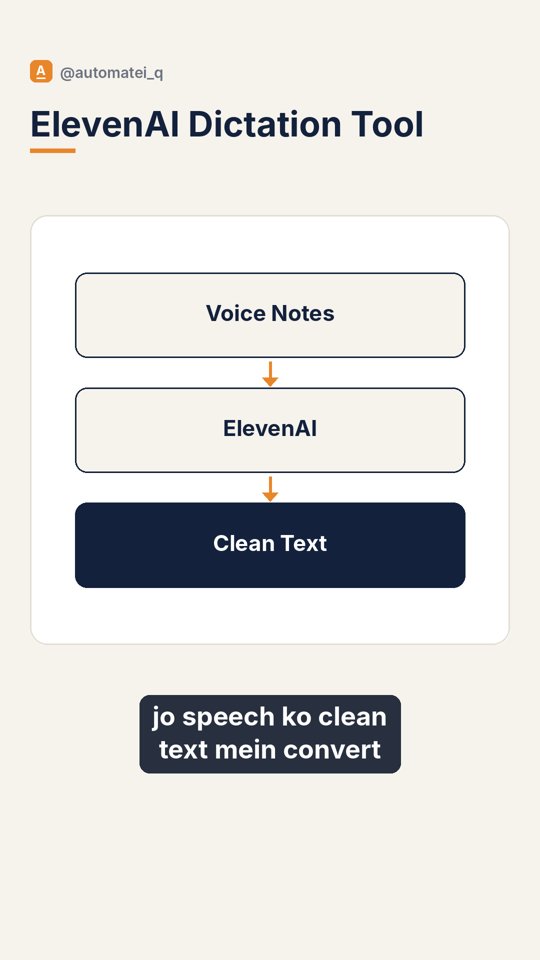 A
@automatei_q
ElevenAI Dictation Tool
Voice Notes
ElevenAI
Clean Text
jo speech ko clean
text mein convert